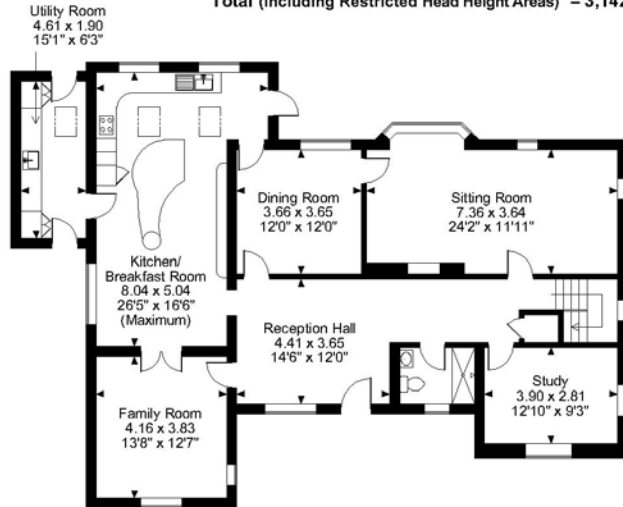 Total (Including Restricted Head Height Areas) = 3,142
Utility Room
4.61 x 1.90
15'1" x 6'3"
Dining Room
3.66 x 3.65
12'0" x 12'0"
Sitting Room
7.36 x 3.64
24'2" x 11'11"
Kitchen/
Breakfast Room
8.04 x 5.04
26'5" x 16'6"
(Maximum)
Reception Hall
4.41 x 3.65
14'6" x 12'0"
Study
3.90 x 2.81
12'10" x 9'3"
Family Room
4.16 x 3.83
13'8" x 12'7"